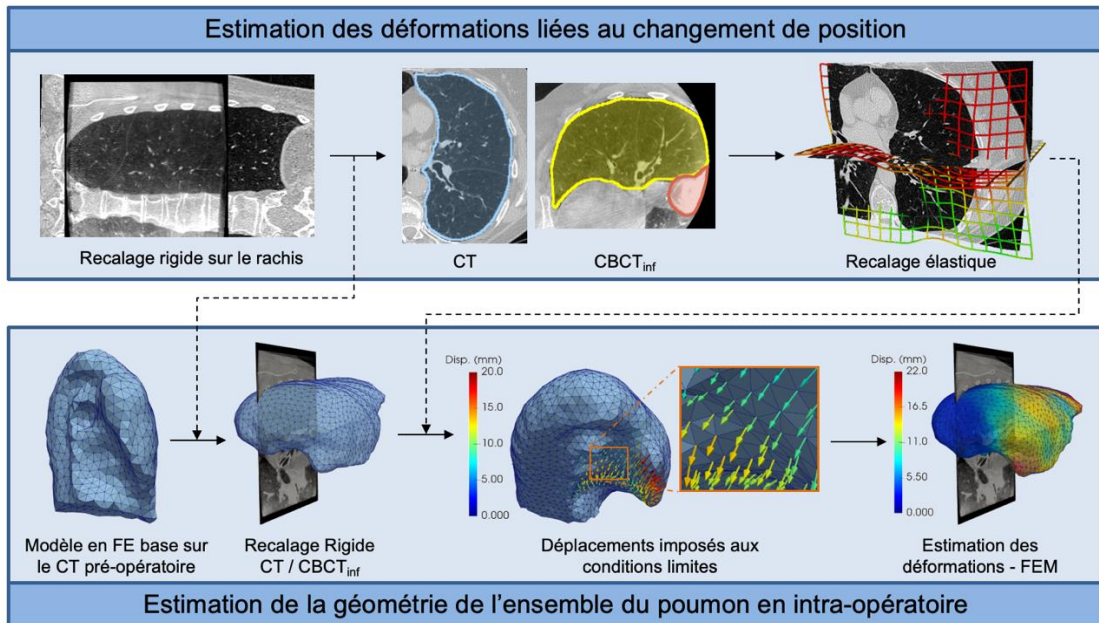 Estimation des déformations liées au changement de position
Recalage rigide sur le rachis
CT
CBCTinf
Recalage élastique
Disp. (mm)
20.0
15.0
10.0
5.0
0.000
Disp. (mm)
22.0
16.5
11.0
5.50
0.000
Modèle en FE base sur
le CT pré-opératoire
Recalage Rigide
CT / CBCTinf
Déplacements imposés aux
conditions limites
Estimation des
déformations - FEM
Estimation de la géométrie de l'ensemble du poumon en intra-opératoire